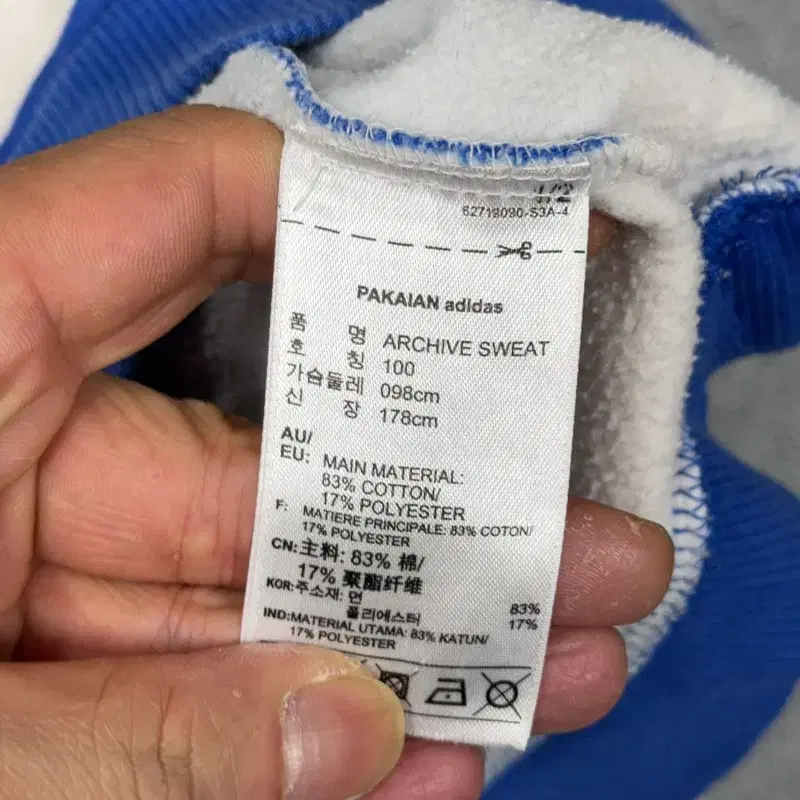 1/2
62719090-S3A-4
PAKAIAN adidas
품 명 ARCHIVE SWEAT
호 칭 100
가슴둘레 098cm
신 장 178cm
AU/
EU: MAIN MATERIAL:
83% COTTON/
17% POLYESTER
F: MATIERE PRINCIPALE: 83% COTON/
17% POLYESTER
CN:主料: 83% 棉/
17% 聚酯纤维
KOR:주소재: 면 83%
폴리에스터 17%
IND:MATERIAL UTAMA: 83% KATUN/
17% POLYESTER